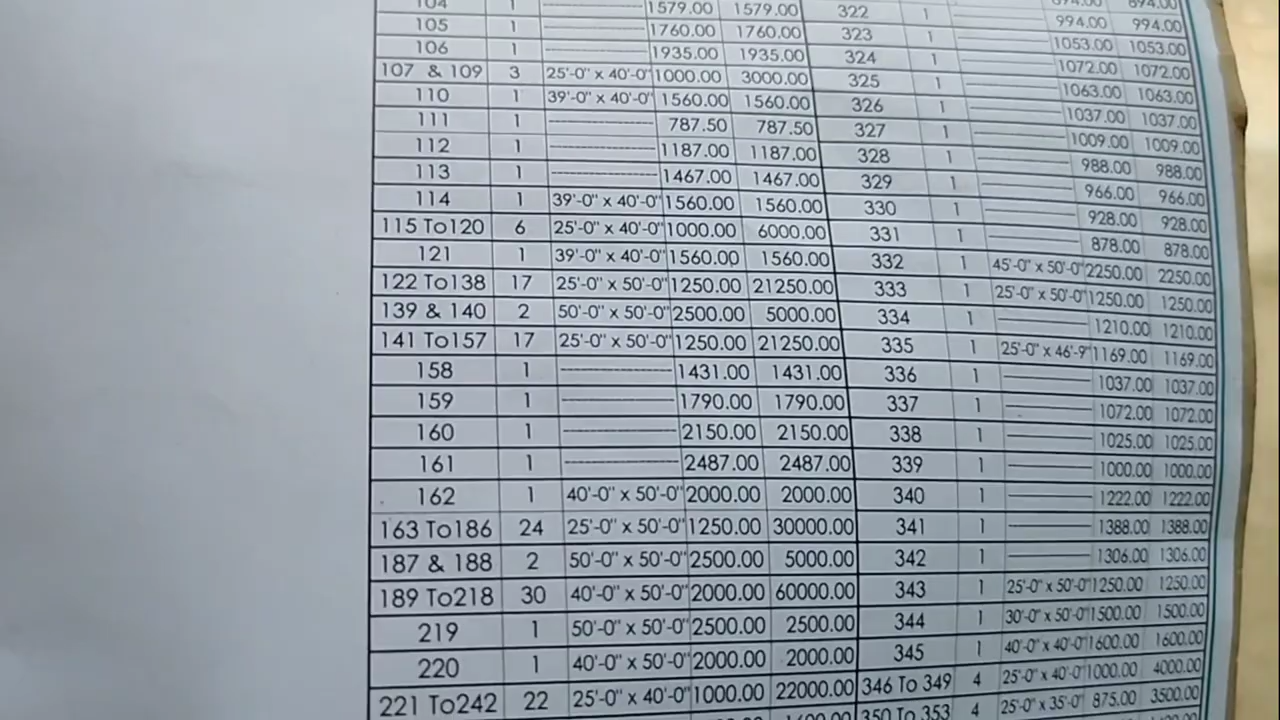 104 1 ———— 1579.00 1579.00 322 1 ———— 994.00 994.00
105 1 ———— 1760.00 1760.00 323 1 ———— 1053.00 1053.00
106 1 ———— 1935.00 1935.00 324 1 ———— 1072.00 1072.00
107 & 109 3 25'-0" x 40'-0" 1000.00 3000.00 325 1 ———— 1063.00 1063.00
110 1 39'-0" x 40'-0" 1560.00 1560.00 326 1 ———— 1037.00 1037.00
111 1 ———— 787.50 787.50 327 1 ———— 1009.00 1009.00
112 1 ———— 1187.00 1187.00 328 1 ———— 988.00 988.00
113 1 ———— 1467.00 1467.00 329 1 ———— 966.00 966.00
114 1 39'-0" x 40'-0" 1560.00 1560.00 330 1 ———— 928.00 928.00
115 To120 6 25'-0" x 40'-0" 1000.00 6000.00 331 1 ———— 878.00 878.00
121 1 39'-0" x 40'-0" 1560.00 1560.00 332 1 45'-0" x 50'-0" 2250.00 2250.00
122 To138 17 25'-0" x 50'-0" 1250.00 21250.00 333 1 25'-0" x 50'-0" 1250.00 1250.00
139 & 140 2 50'-0" x 50'-0" 2500.00 5000.00 334 1 ———— 1210.00 1210.00
141 To157 17 25'-0" x 50'-0" 1250.00 21250.00 335 1 25'-0" x 46'-9" 1169.00 1169.00
158 1 ———— 1431.00 1431.00 336 1 ———— 1037.00 1037.00
159 1 ———— 1790.00 1790.00 337 1 ———— 1072.00 1072.00
160 1 ———— 2150.00 2150.00 338 1 ———— 1025.00 1025.00
161 1 ———— 2487.00 2487.00 339 1 ———— 1000.00 1000.00
162 1 40'-0" x 50'-0" 2000.00 2000.00 340 1 ———— 1222.00 1222.00
163 To186 24 25'-0" x 50'-0" 1250.00 30000.00 341 1 ———— 1388.00 1388.00
187 & 188 2 50'-0" x 50'-0" 2500.00 5000.00 342 1 ———— 1306.00 1306.00
189 To218 30 40'-0" x 50'-0" 2000.00 60000.00 343 1 25'-0" x 50'-0" 1250.00 1250.00
219 1 50'-0" x 50'-0" 2500.00 2500.00 344 1 30'-0" x 50'-0" 1500.00 1500.00
220 1 40'-0" x 50'-0" 2000.00 2000.00 345 1 40'-0" x 40'-0" 1600.00 1600.00
221 To242 22 25'-0" x 40'-0" 1000.00 22000.00 346 To 349 4 25'-0" x 40'-0" 1000.00 4000.00
350 To 353 4 25'-0" x 35'-0" 875.00 3500.00